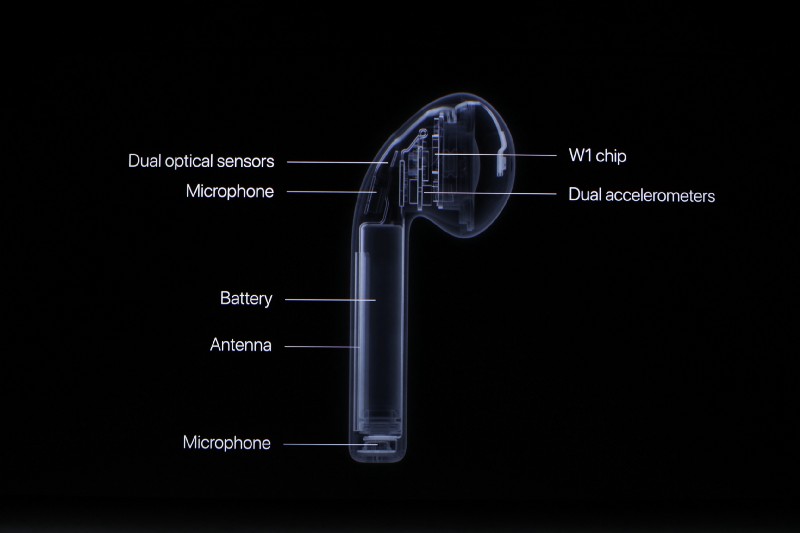 Dual optical sensors
W1 chip
Microphone
Dual accelerometers
Battery
Antenna
Microphone